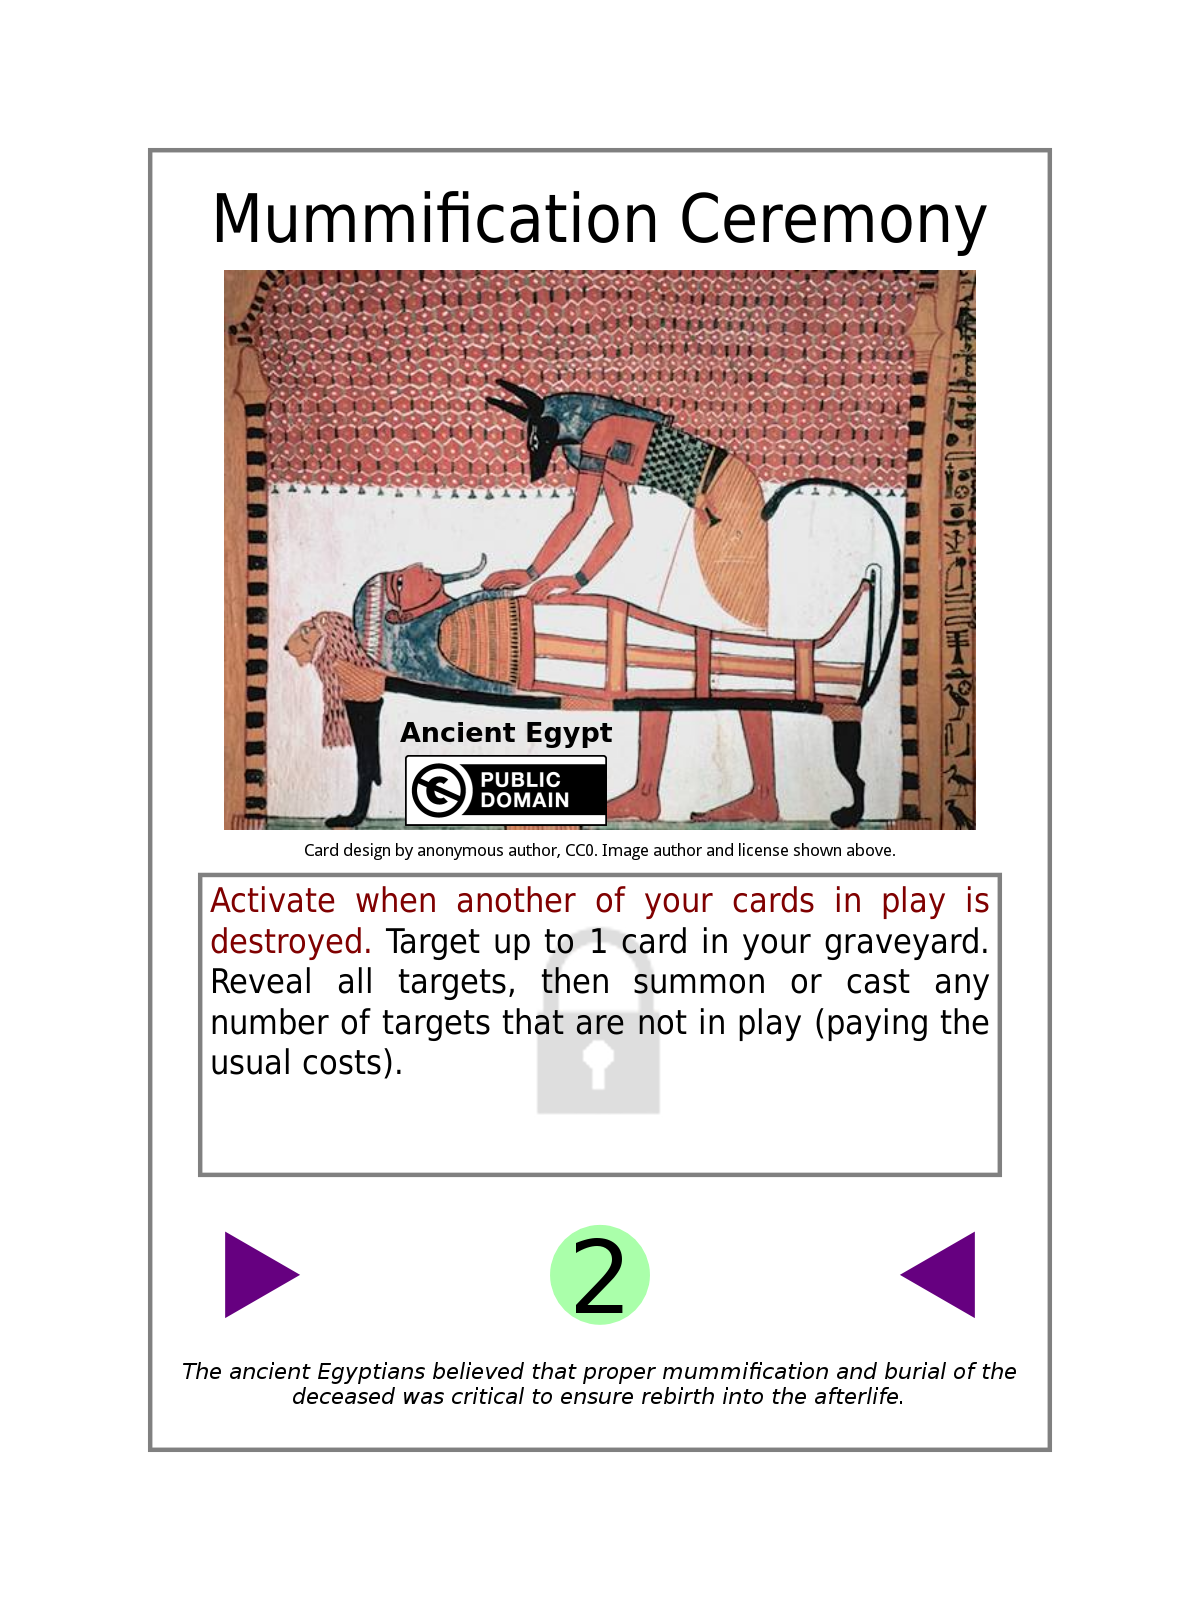 Mummification Ceremony
Ancient Egypt
PUBLIC
DOMAIN
Card design by anonymous author, CC0. Image author and license shown above.
Activate when another of your cards in play is
destroyed. Target up to 1 card in your graveyard.
Reveal all targets, then summon or cast any
number of targets that are not in play (paying the
usual costs).
2
The ancient Egyptians believed that proper mummification and burial of the
deceased was critical to ensure rebirth into the afterlife.